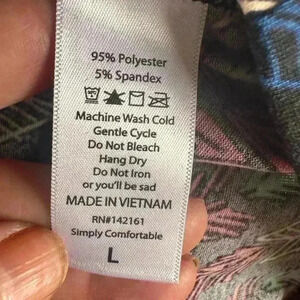 95% Polyester
5% Spandex
Machine Wash Cold
Gentle Cycle
Do Not Bleach
Hang Dry
Do Not Iron
or you'll be sad
MADE IN VIETNAM
RN#142161
Simply Comfortable
L